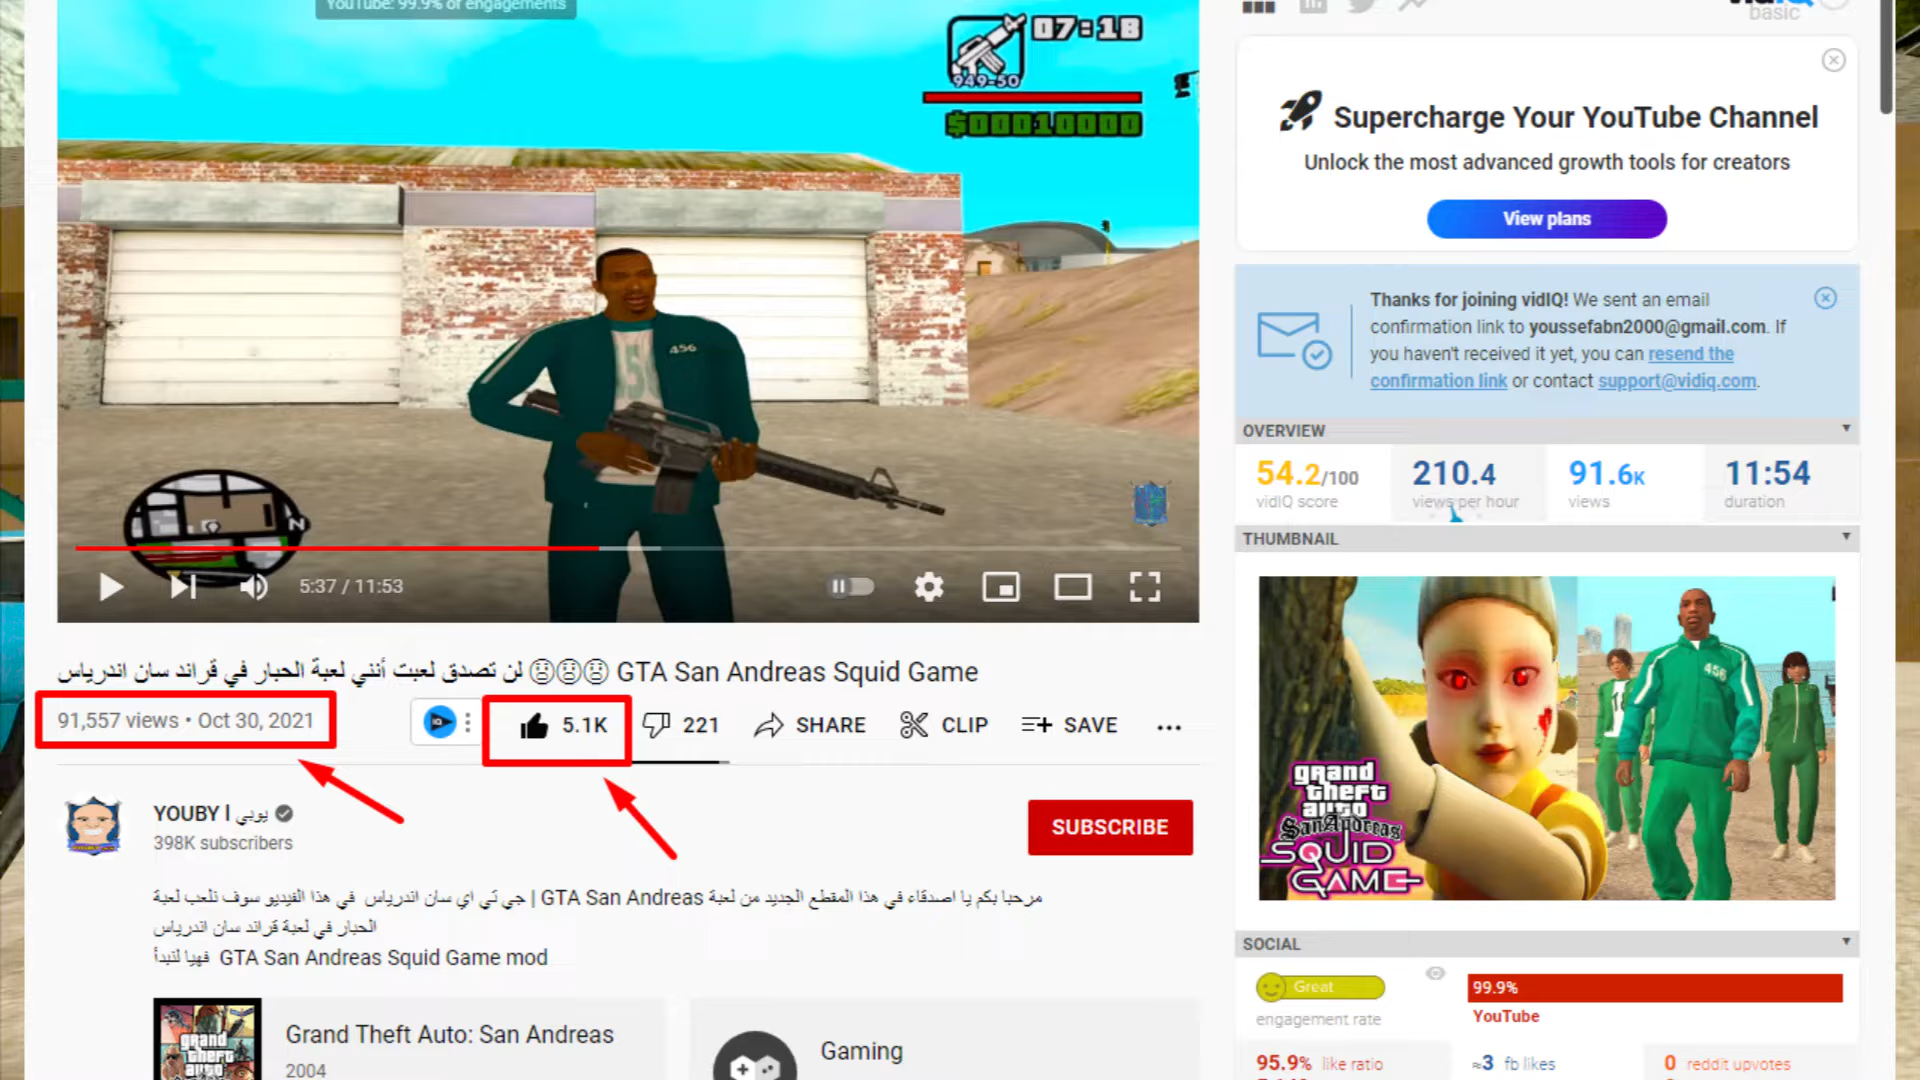 YouTube: 99.9% of engagements
07:18
949-50
$00010000
456
N
5:37 / 11:53
لن تصدق لعبت أنني لعبة الحبار في قراند سان اندرياس 😨😨😨 GTA San Andreas Squid Game
91,557 views • Oct 30, 2021
5.1K
221
SHARE
CLIP
SAVE
YOUBY | يوبي
398K subscribers
SUBSCRIBE
مرحبا بكم يا اصدقاء في هذا المقطع الجديد من لعبة GTA San Andreas | جي تي اي سان اندرياس في هذا الفيديو سوف نلعب لعبة
الحبار في لعبة قراند سان اندرياس
فهيا لنبدأ GTA San Andreas Squid Game mod
grand
theft
auto
Grand Theft Auto: San Andreas
2004
Gaming
vidIQ
basic
Supercharge Your YouTube Channel
Unlock the most advanced growth tools for creators
View plans
Thanks for joining vidIQ! We sent an email
confirmation link to youssefabn2000@gmail.com. If
you haven't received it yet, you can resend the
confirmation link or contact support@vidiq.com.
OVERVIEW
54.2/100
vidIQ score
210.4
views per hour
91.6K
views
11:54
duration
THUMBNAIL
456
grand
theft
auto
San Andreas
SQUID
GAME
SOCIAL
Great
engagement rate
99.9%
YouTube
95.9% like ratio
≈3 fb likes
0 reddit upvotes